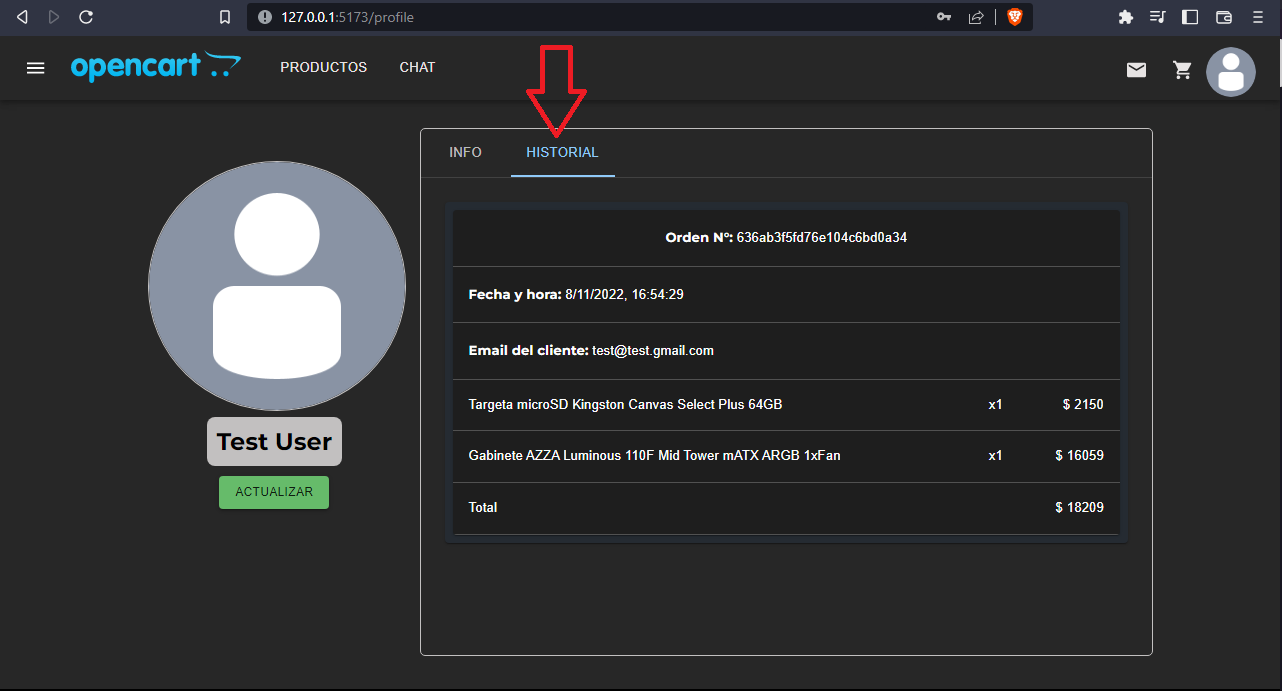 127.0.0.1:5173/profile
opencart
PRODUCTOS CHAT
INFO HISTORIAL
Orden Nº: 636ab3f5fd76e104c6bd0a34
Fecha y hora: 8/11/2022, 16:54:29
Email del cliente: test@test.gmail.com
Targeta microSD Kingston Canvas Select Plus 64GB x1 $ 2150
Gabinete AZZA Luminous 110F Mid Tower mATX ARGB 1xFan x1 $ 16059
Total $ 18209
Test User
ACTUALIZAR